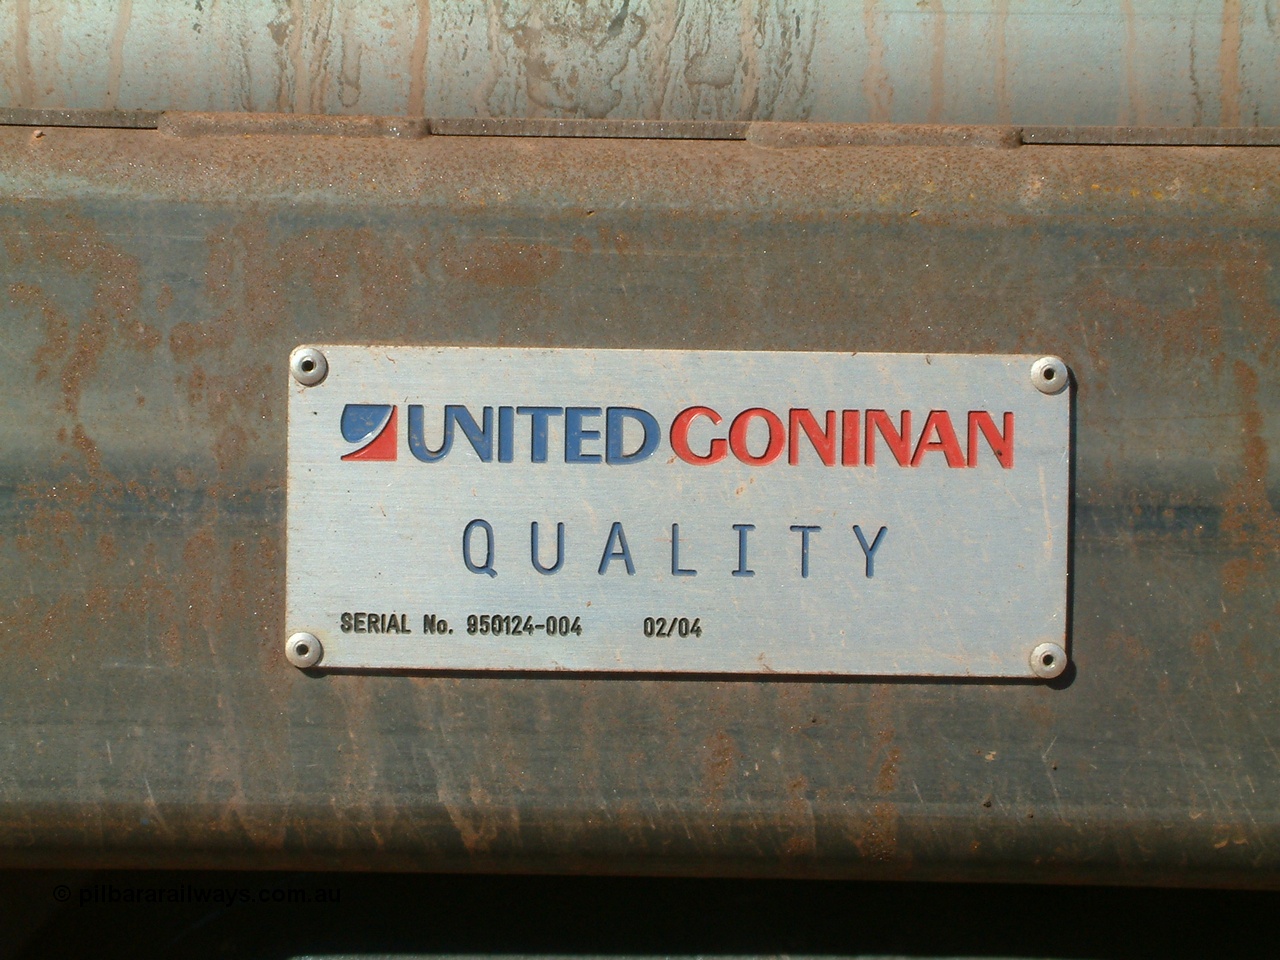 UNITED GONINAN
QUALITY
SERIAL No. 950124-004 02/04
© pilbararailways.com.au